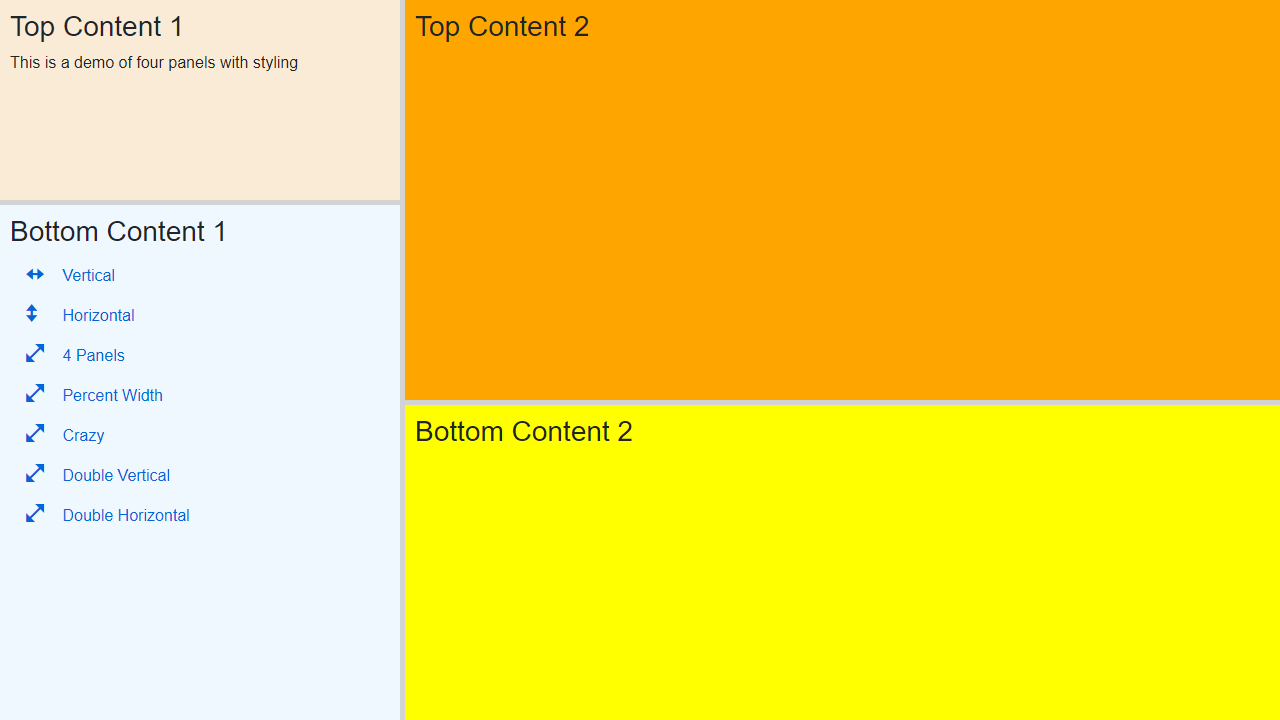 Top Content 1
This is a demo of four panels with styling
Bottom Content 1
Vertical
Horizontal
4 Panels
Percent Width
Crazy
Double Vertical
Double Horizontal
Top Content 2
Bottom Content 2